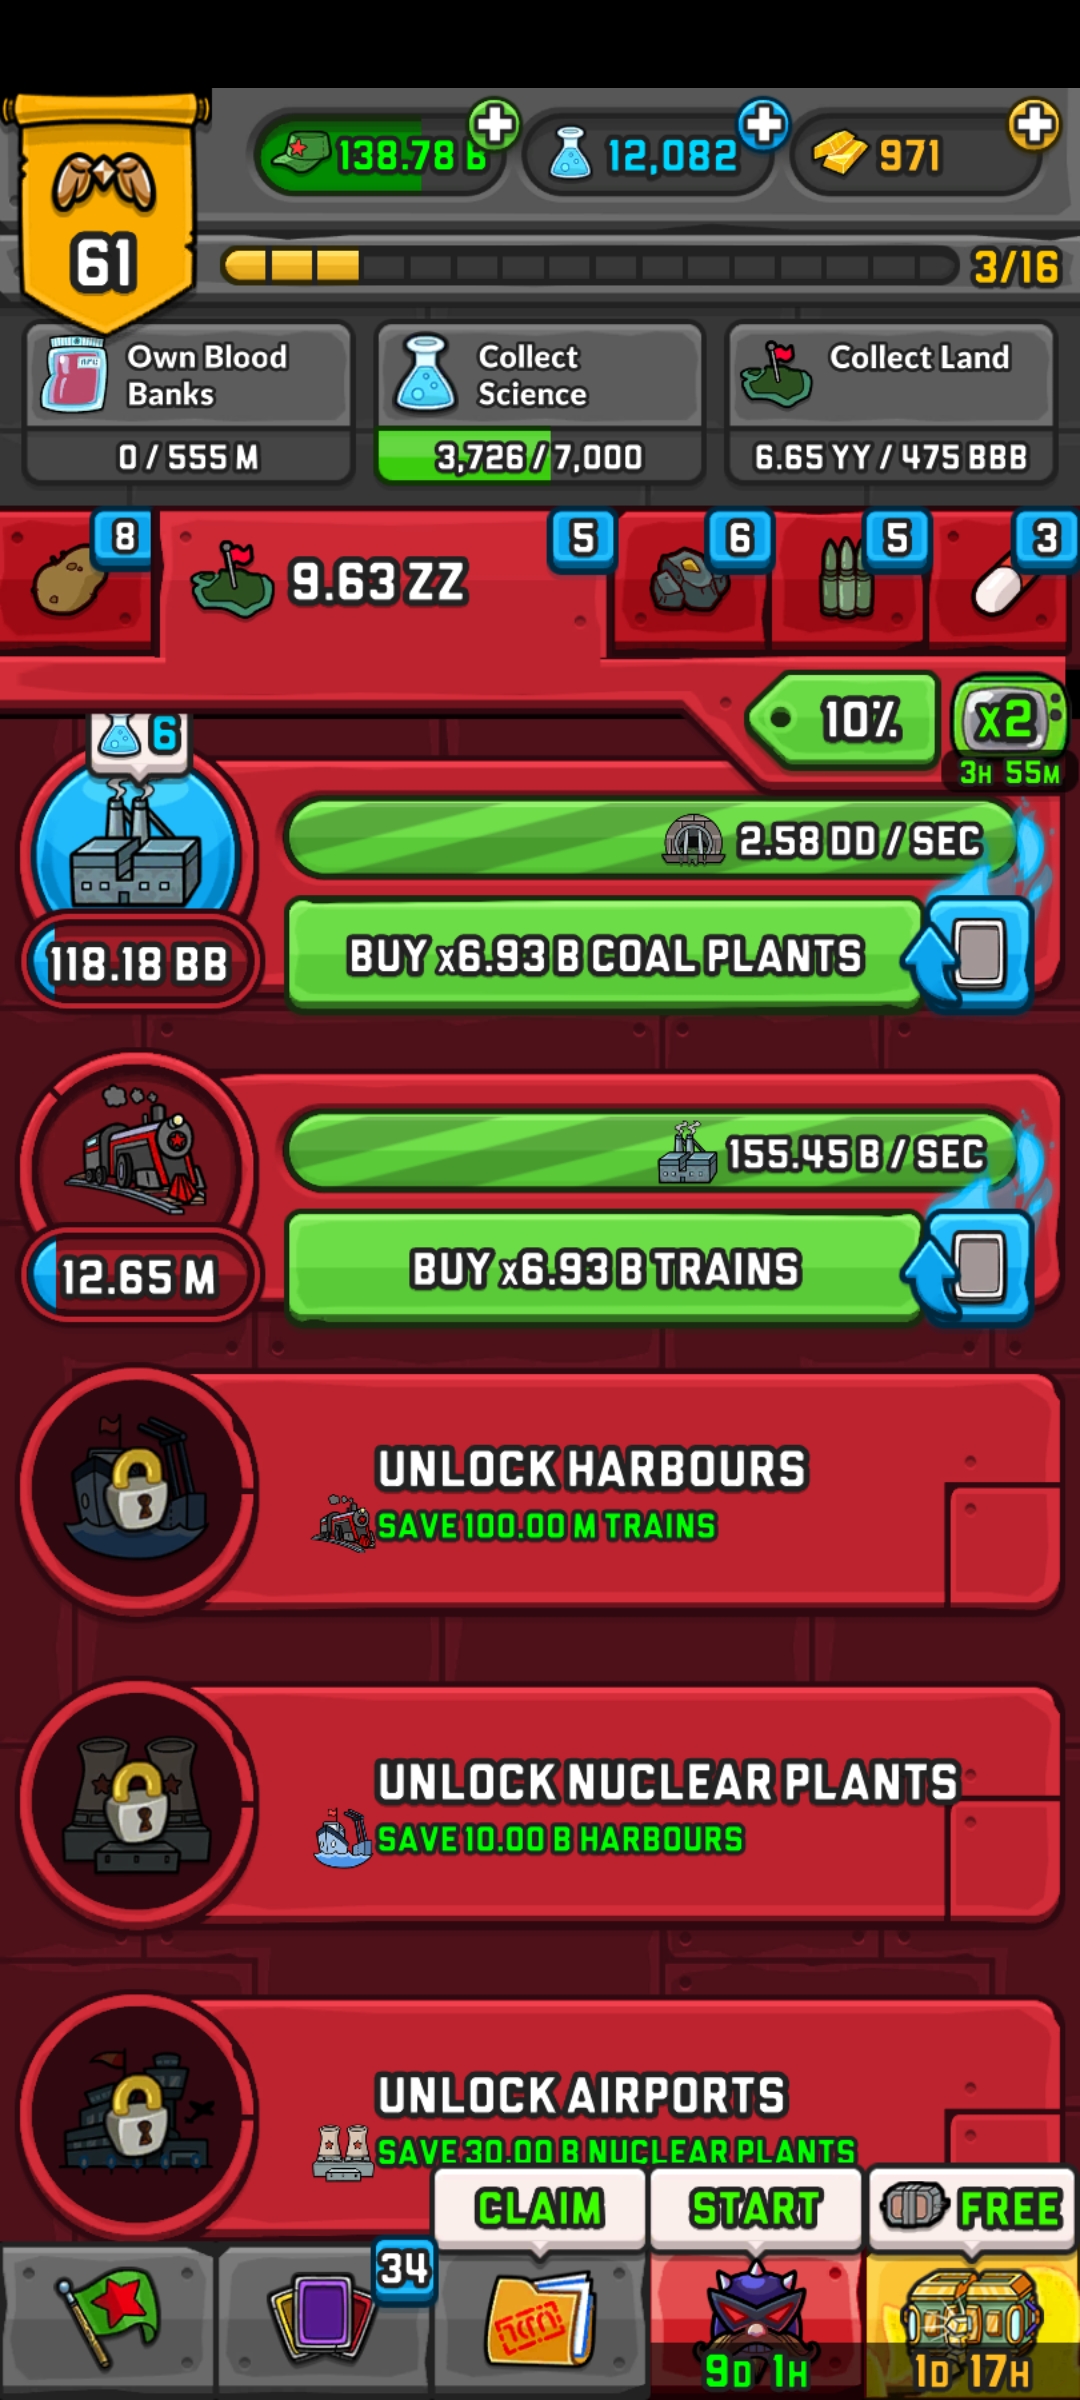 138.78 B
12,082
971
61
3/16
Own Blood
Banks
0 / 555 M
Collect
Science
3,726 / 7,000
Collect Land
6.65 YY / 475 BBB
8
9.63 ZZ
5
6
5
3
10%
x2
3H 55M
6
2.58 DD / SEC
118.18 BB
BUY x6.93 B COAL PLANTS
155.45 B / SEC
12.65 M
BUY x6.93 B TRAINS
UNLOCK HARBOURS
SAVE 100.00 M TRAINS
UNLOCK NUCLEAR PLANTS
SAVE 10.00 B HARBOURS
UNLOCK AIRPORTS
SAVE 30.00 B NUCLEAR PLANTS
CLAIM
START
FREE
34
9D 1H
1D 17H